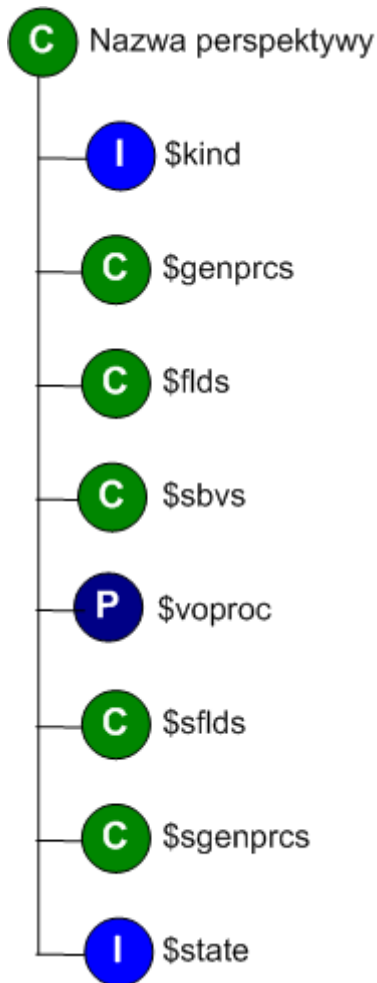 C Nazwa perspektywy
I $kind
C $genprcs
C $flds
C $sbvs
P $voproc
C $sflds
C $sgenprcs
I $state